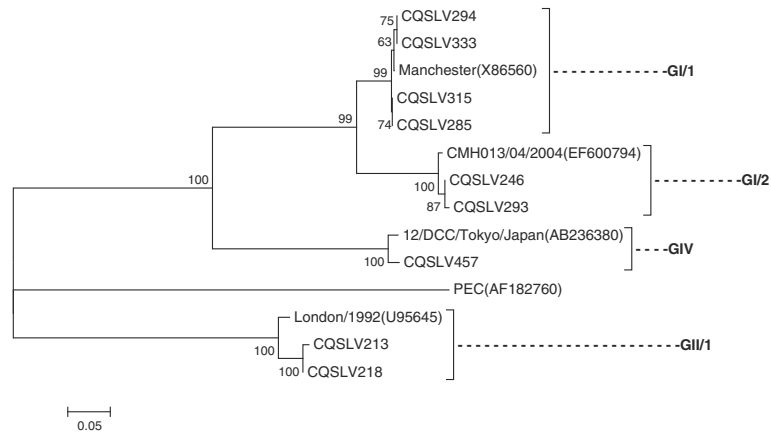 75 CQSLV294
63 CQSLV333
99 Manchester(X86560) GI/1
CQSLV315
99
74 CQSLV285
CMH013/04/2004(EF600794)
100 CQSLV246 GI/2
100
87 CQSLV293
12/DCC/Tokyo/Japan(AB236380)
GIV
100 CQSLV457
PEC(AF182760)
London/1992(U95645)
100 CQSLV213 GII/1
100 CQSLV218
0.05